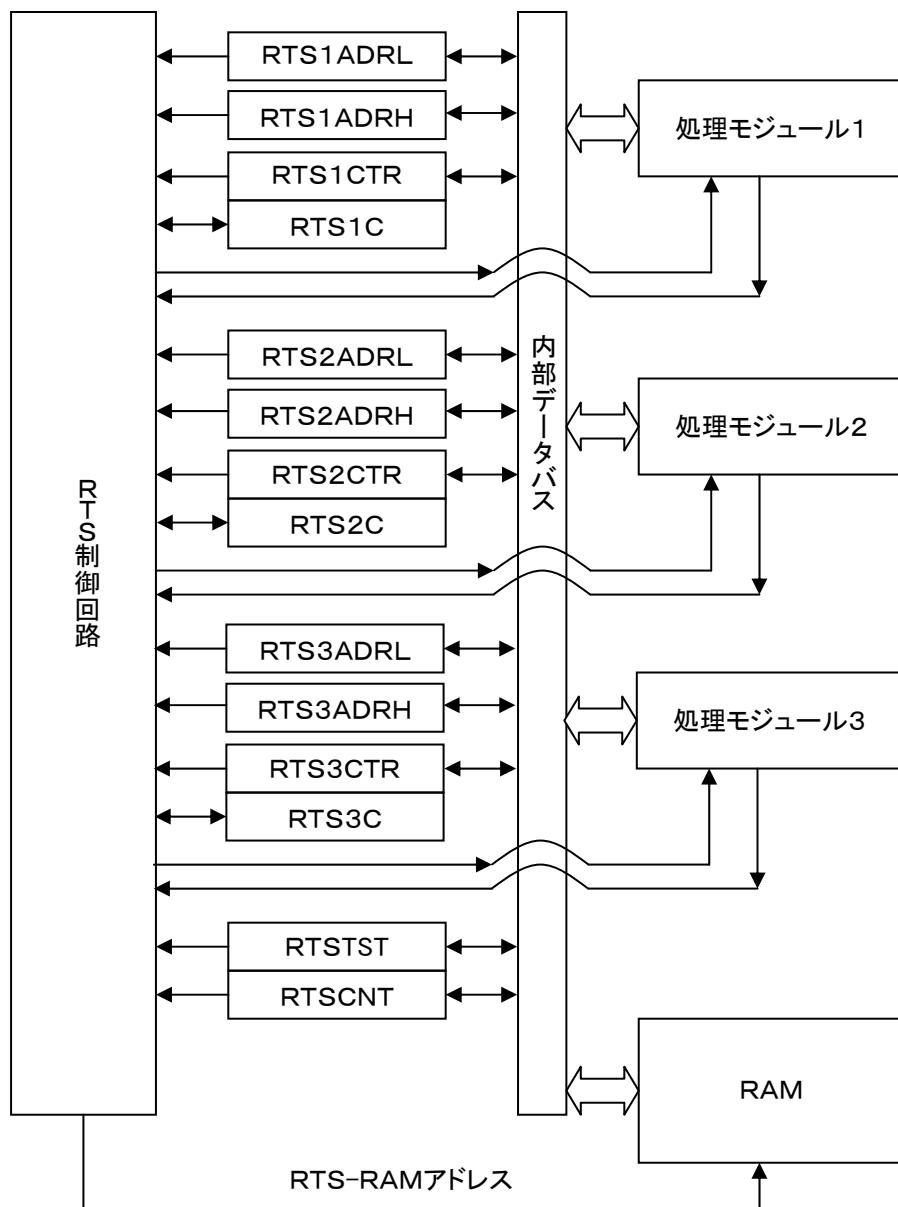 RTS制御回路
RTS1ADRL
RTS1ADRH
RTS1CTR
RTS1C
RTS2ADRL
RTS2ADRH
RTS2CTR
RTS2C
RTS3ADRL
RTS3ADRH
RTS3CTR
RTS3C
RTSTST
RTSCNT
内部データバス
処理モジュール1
処理モジュール2
処理モジュール3
RAM
RTS-RAMアドレス